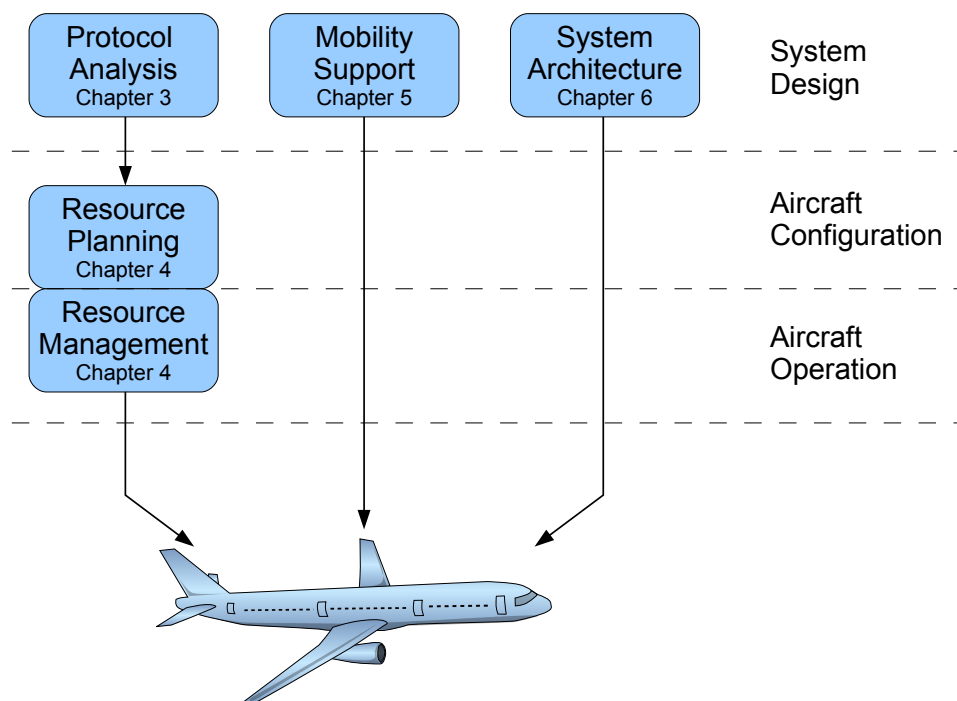 Protocol
Analysis
Chapter 3
Mobility
Support
Chapter 5
System
Architecture
Chapter 6
System
Design
Resource
Planning
Chapter 4
Aircraft
Configuration
Resource
Management
Chapter 4
Aircraft
Operation